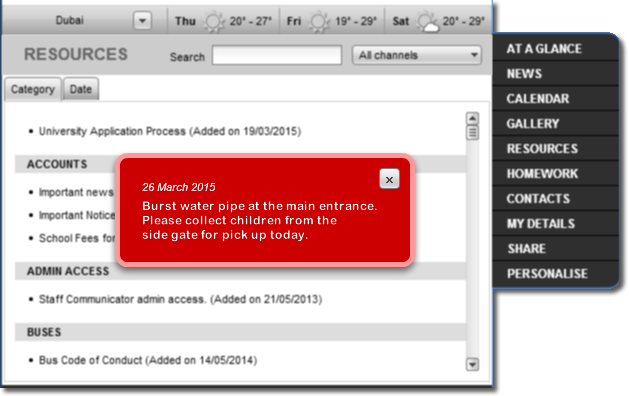 Dubai
Thu 20° - 27°
Fri 19° - 29°
Sat 20° - 29°
RESOURCES
Search
All channels
Category
Date
• University Application Process (Added on 19/03/2015)
ACCOUNTS
• Important news
• Important Notice
• School Fees for
26 March 2015
x
Burst water pipe at the main entrance.
Please collect children from the
side gate for pick up today.
ADMIN ACCESS
• Staff Communicator admin access. (Added on 21/05/2013)
BUSES
• Bus Code of Conduct (Added on 14/05/2014)
AT A GLANCE
NEWS
CALENDAR
GALLERY
RESOURCES
HOMEWORK
CONTACTS
MY DETAILS
SHARE
PERSONALISE